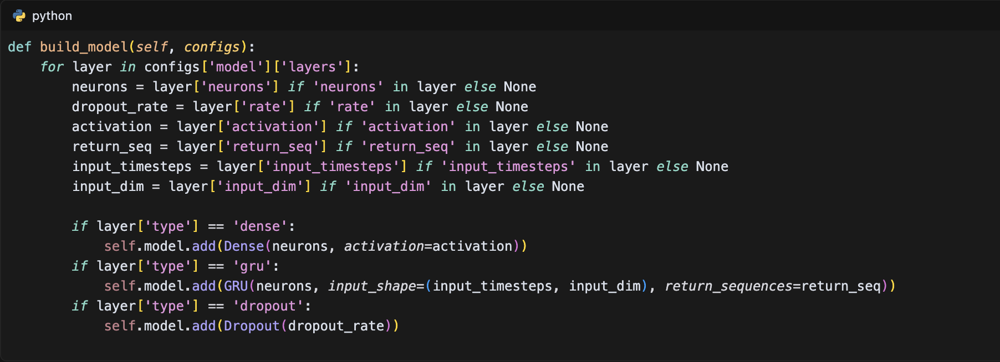 python
def build_model(self, configs):
    for layer in configs['model']['layers']:
        neurons = layer['neurons'] if 'neurons' in layer else None
        dropout_rate = layer['rate'] if 'rate' in layer else None
        activation = layer['activation'] if 'activation' in layer else None
        return_seq = layer['return_seq'] if 'return_seq' in layer else None
        input_timesteps = layer['input_timesteps'] if 'input_timesteps' in layer else None
        input_dim = layer['input_dim'] if 'input_dim' in layer else None

        if layer['type'] == 'dense':
            self.model.add(Dense(neurons, activation=activation))
        if layer['type'] == 'gru':
            self.model.add(GRU(neurons, input_shape=(input_timesteps, input_dim), return_sequences=return_seq))
        if layer['type'] == 'dropout':
            self.model.add(Dropout(dropout_rate))